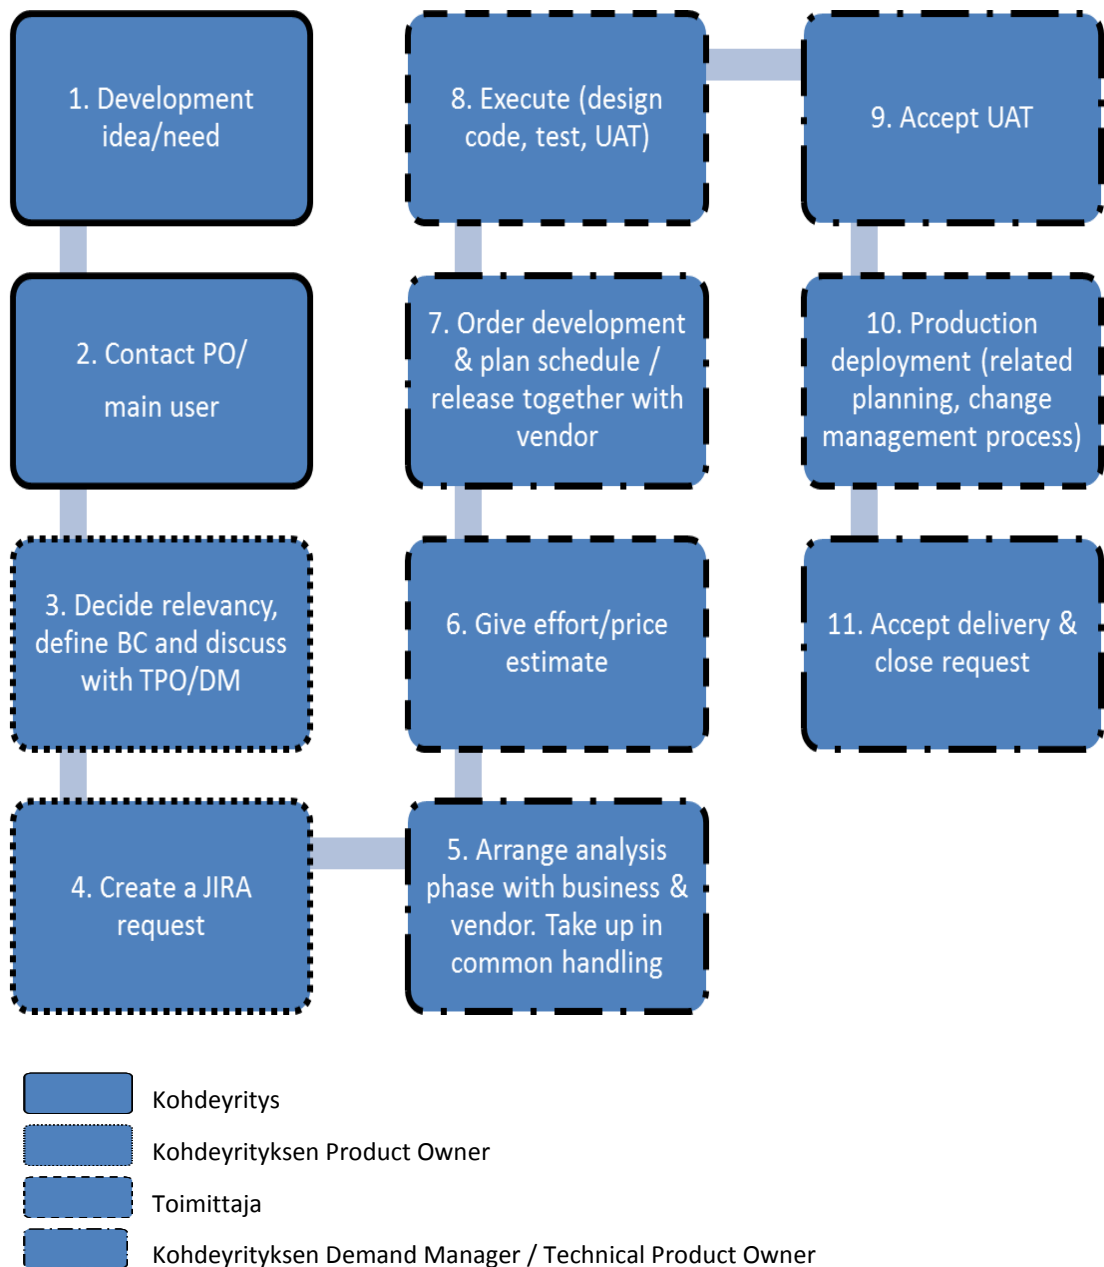 1. Development
idea/need
2. Contact PO/
main user
3. Decide relevancy,
define BC and discuss
with TPO/DM
4. Create a JIRA
request
5. Arrange analysis
phase with business &
vendor. Take up in
common handling
6. Give effort/price
estimate
7. Order development
& plan schedule /
release together with
vendor
8. Execute (design
code, test, UAT)
9. Accept UAT
10. Production
deployment (related
planning, change
management process)
11. Accept delivery &
close request
Kohdeyritys
Kohdeyrityksen Product Owner
Toimittaja
Kohdeyrityksen Demand Manager / Technical Product Owner